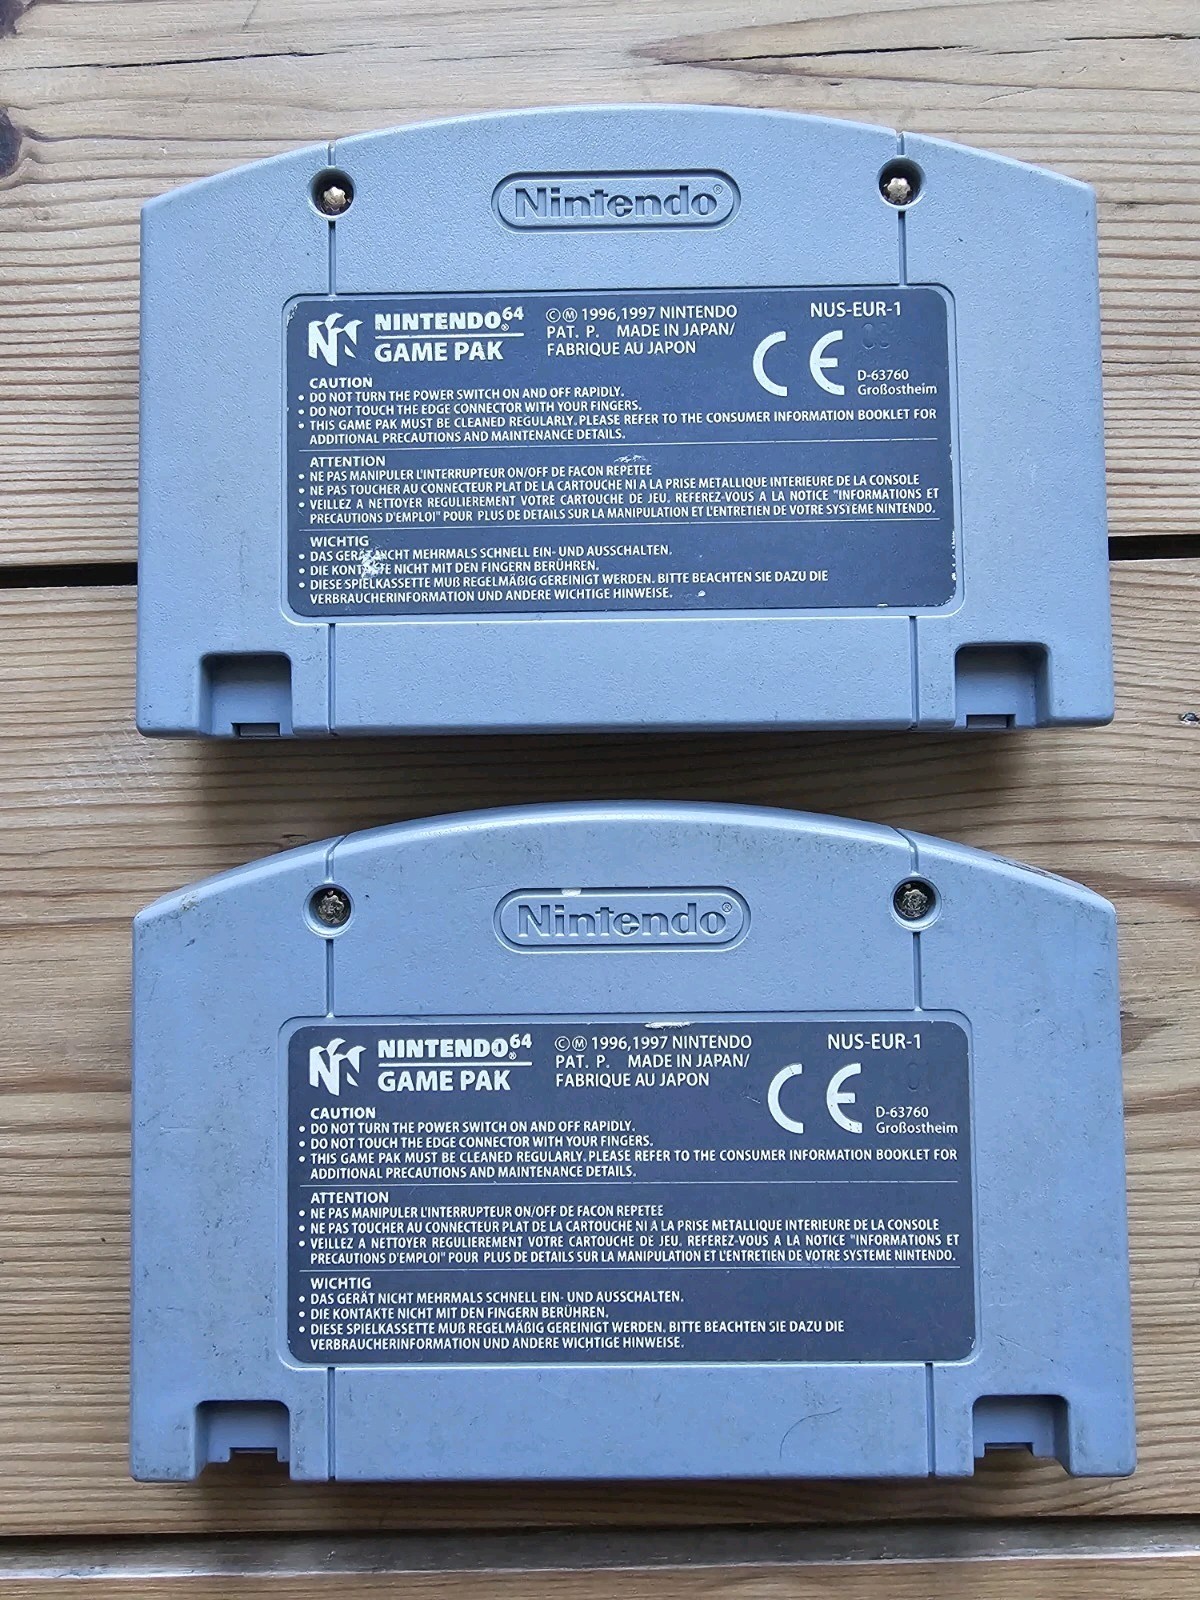 Nintendo®
NINTENDO64®
GAME PAK
©Ⓜ 1996,1997 NINTENDO
PAT. P. MADE IN JAPAN/
FABRIQUE AU JAPON
NUS-EUR-1
CE
D-63760
Großostheim
CAUTION
• DO NOT TURN THE POWER SWITCH ON AND OFF RAPIDLY.
• DO NOT TOUCH THE EDGE CONNECTOR WITH YOUR FINGERS.
• THIS GAME PAK MUST BE CLEANED REGULARLY. PLEASE REFER TO THE CONSUMER INFORMATION BOOKLET FOR
ADDITIONAL PRECAUTIONS AND MAINTENANCE DETAILS.
ATTENTION
• NE PAS MANIPULER L'INTERRUPTEUR ON/OFF DE FACON REPETEE
• NE PAS TOUCHER AU CONNECTEUR PLAT DE LA CARTOUCHE NI A LA PRISE METALLIQUE INTERIEURE DE LA CONSOLE
• VEILLEZ A NETTOYER REGULIEREMENT VOTRE CARTOUCHE DE JEU. REFEREZ-VOUS A LA NOTICE "INFORMATIONS ET
PRECAUTIONS D'EMPLOI" POUR PLUS DE DETAILS SUR LA MANIPULATION ET L'ENTRETIEN DE VOTRE SYSTEME NINTENDO.
WICHTIG
• DAS GERÄT NICHT MEHRMALS SCHNELL EIN- UND AUSSCHALTEN.
• DIE KONTAKTE NICHT MIT DEN FINGERN BERÜHREN.
• DIESE SPIELKASSETTE MUß REGELMÄßIG GEREINIGT WERDEN. BITTE BEACHTEN SIE DAZU DIE
VERBRAUCHERINFORMATION UND ANDERE WICHTIGE HINWEISE.
Nintendo®
NINTENDO64®
GAME PAK
©Ⓜ 1996,1997 NINTENDO
PAT. P. MADE IN JAPAN/
FABRIQUE AU JAPON
NUS-EUR-1
CE
D-63760
Großostheim
CAUTION
• DO NOT TURN THE POWER SWITCH ON AND OFF RAPIDLY.
• DO NOT TOUCH THE EDGE CONNECTOR WITH YOUR FINGERS.
• THIS GAME PAK MUST BE CLEANED REGULARLY. PLEASE REFER TO THE CONSUMER INFORMATION BOOKLET FOR
ADDITIONAL PRECAUTIONS AND MAINTENANCE DETAILS.
ATTENTION
• NE PAS MANIPULER L'INTERRUPTEUR ON/OFF DE FACON REPETEE
• NE PAS TOUCHER AU CONNECTEUR PLAT DE LA CARTOUCHE NI A LA PRISE METALLIQUE INTERIEURE DE LA CONSOLE
• VEILLEZ A NETTOYER REGULIEREMENT VOTRE CARTOUCHE DE JEU. REFEREZ-VOUS A LA NOTICE "INFORMATIONS ET
PRECAUTIONS D'EMPLOI" POUR PLUS DE DETAILS SUR LA MANIPULATION ET L'ENTRETIEN DE VOTRE SYSTEME NINTENDO.
WICHTIG
• DAS GERÄT NICHT MEHRMALS SCHNELL EIN- UND AUSSCHALTEN.
• DIE KONTAKTE NICHT MIT DEN FINGERN BERÜHREN.
• DIESE SPIELKASSETTE MUß REGELMÄßIG GEREINIGT WERDEN. BITTE BEACHTEN SIE DAZU DIE
VERBRAUCHERINFORMATION UND ANDERE WICHTIGE HINWEISE.